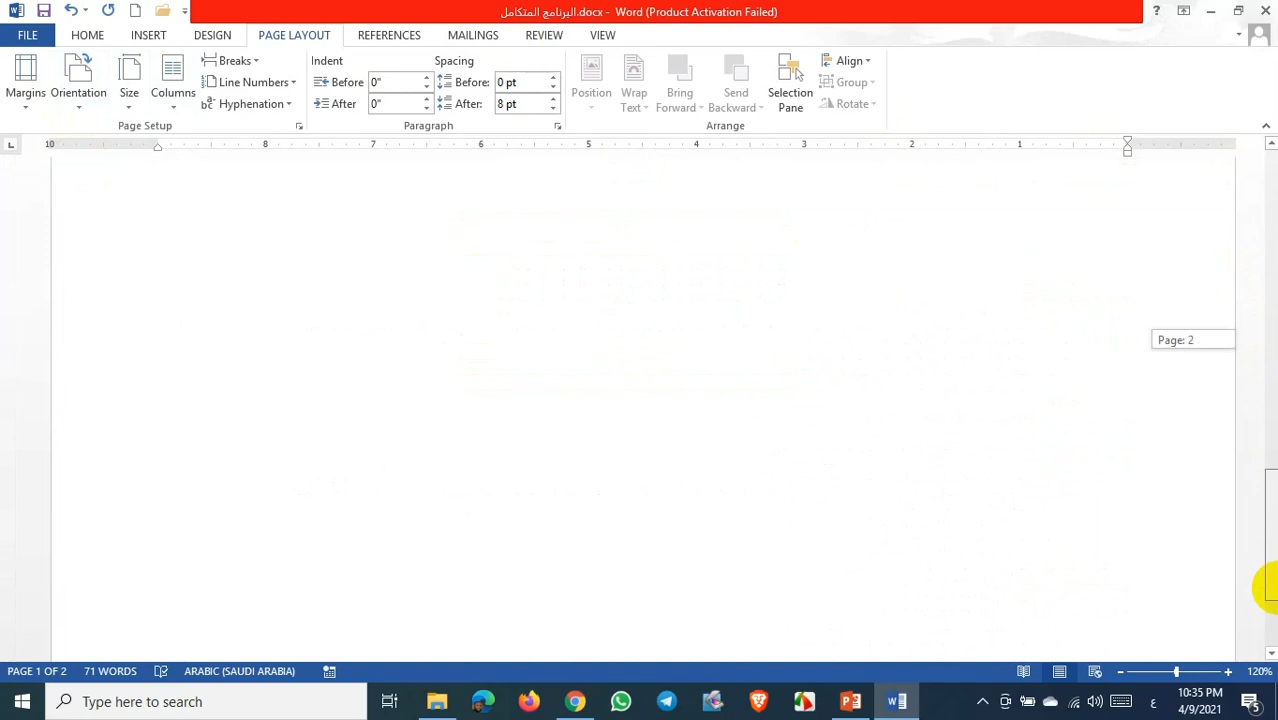 البرنامج المتكامل.docx - Word (Product Activation Failed)
FILE HOME INSERT DESIGN PAGE LAYOUT REFERENCES MAILINGS REVIEW VIEW
Margins Orientation Size Columns
Breaks
Line Numbers
Hyphenation
Page Setup
Indent
Before 0"
After 0"
Spacing
Before: 0 pt
After: 8 pt
Paragraph
Position Wrap Text Bring Forward Send Backward Selection Pane
Align
Group
Rotate
Arrange
10 8 7 6 5 4 3 2 1
Page: 2
PAGE 1 OF 2 71 WORDS ARABIC (SAUDI ARABIA) 120%
Type here to search
ع
10:35 PM
4/9/2021
5